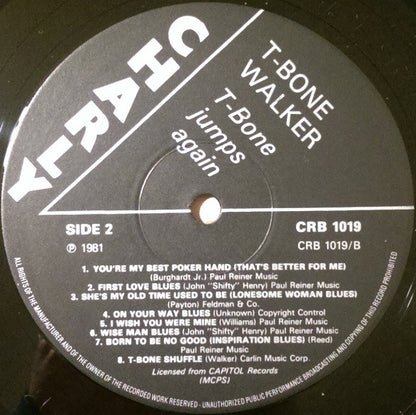 CHARLY
T-BONE
WALKER
T-Bone
jumps
again
SIDE 2
℗ 1981
CRB 1019
CRB 1019/B
1. YOU'RE MY BEST POKER HAND (THAT'S BETTER FOR ME)
(Burghardt Jr.) Paul Reiner Music
2. FIRST LOVE BLUES (John "Shifty" Henry) Paul Reiner Music
3. SHE'S MY OLD TIME USED TO BE (LONESOME WOMAN BLUES)
(Payton) Feldman & Co.
4. ON YOUR WAY BLUES (Unknown) Copyright Control
5. I WISH YOU WERE MINE (Williams) Paul Reiner Music
6. WISE MAN BLUES (John "Shifty" Henry) Paul Reiner Music
7. BORN TO BE NO GOOD (INSPIRATION BLUES) (Reed)
Paul Reiner Music
8. T-BONE SHUFFLE (Walker) Carlin Music Corp.
Licensed from CAPITOL Records
(MCPS)
ALL RIGHTS OF THE MANUFACTURER AND OF THE OWNER OF THE RECORDED WORK RESERVED - UNAUTHORIZED PUBLIC PERFORMANCE BROADCASTING AND COPYING OF THIS RECORD PROHIBITED